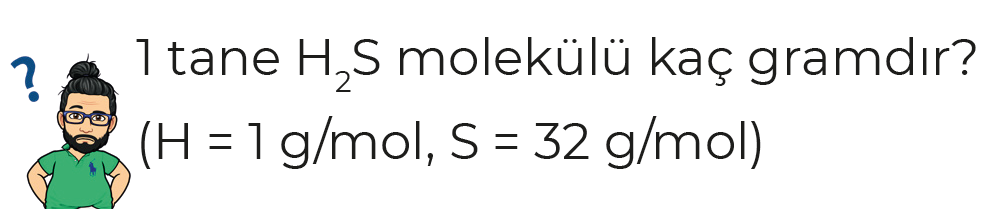 ?
1 tane H₂S molekülü kaç gramdır?
(H = 1 g/mol, S = 32 g/mol)